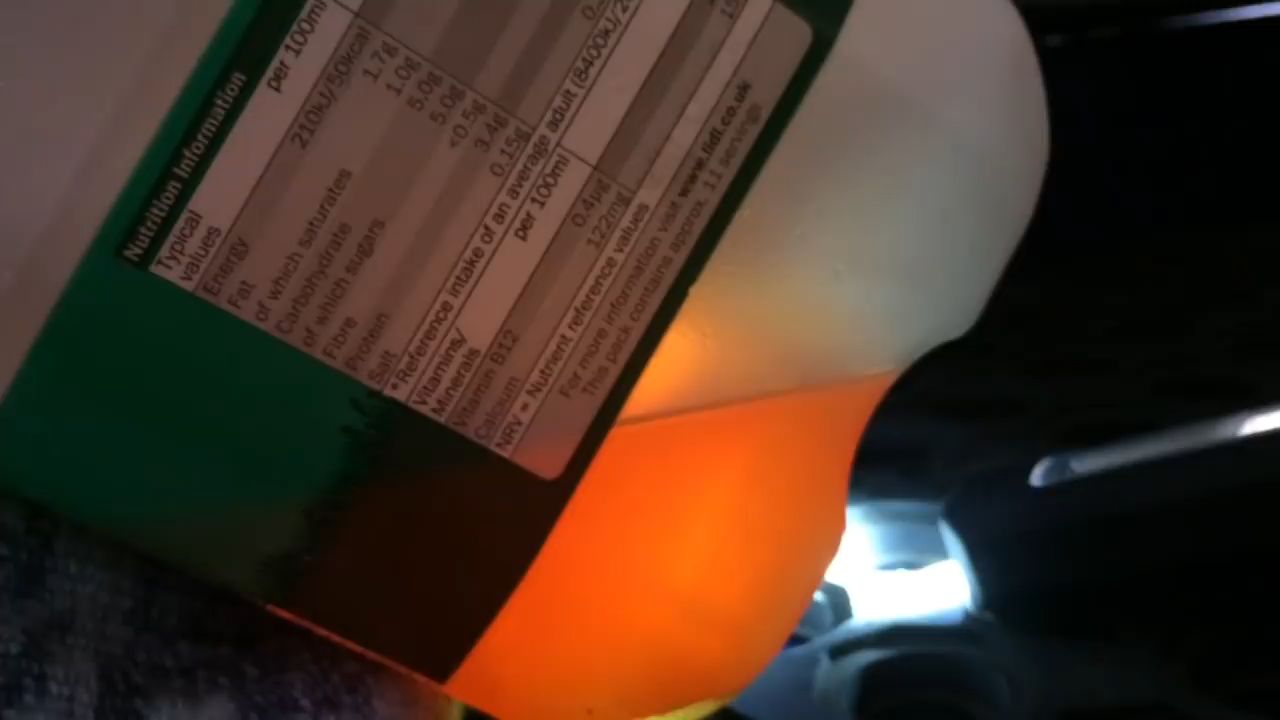 Nutrition Information
Typical values per 100ml
Energy 210kJ/50kcal
Fat 1.7g
of which saturates 1.0g
Carbohydrate 5.0g
of which sugars 5.0g
Fibre <0.5g
Protein 3.4g
Salt 0.15g
*Reference intake of an average adult (8400kJ/
Vitamins/ Minerals per 100ml
Vitamin B12 0.4µg
Calcium 122mg
NRV = Nutrient reference values
For more information visit www.lidl.co.uk
This pack contains approx. 11 servings